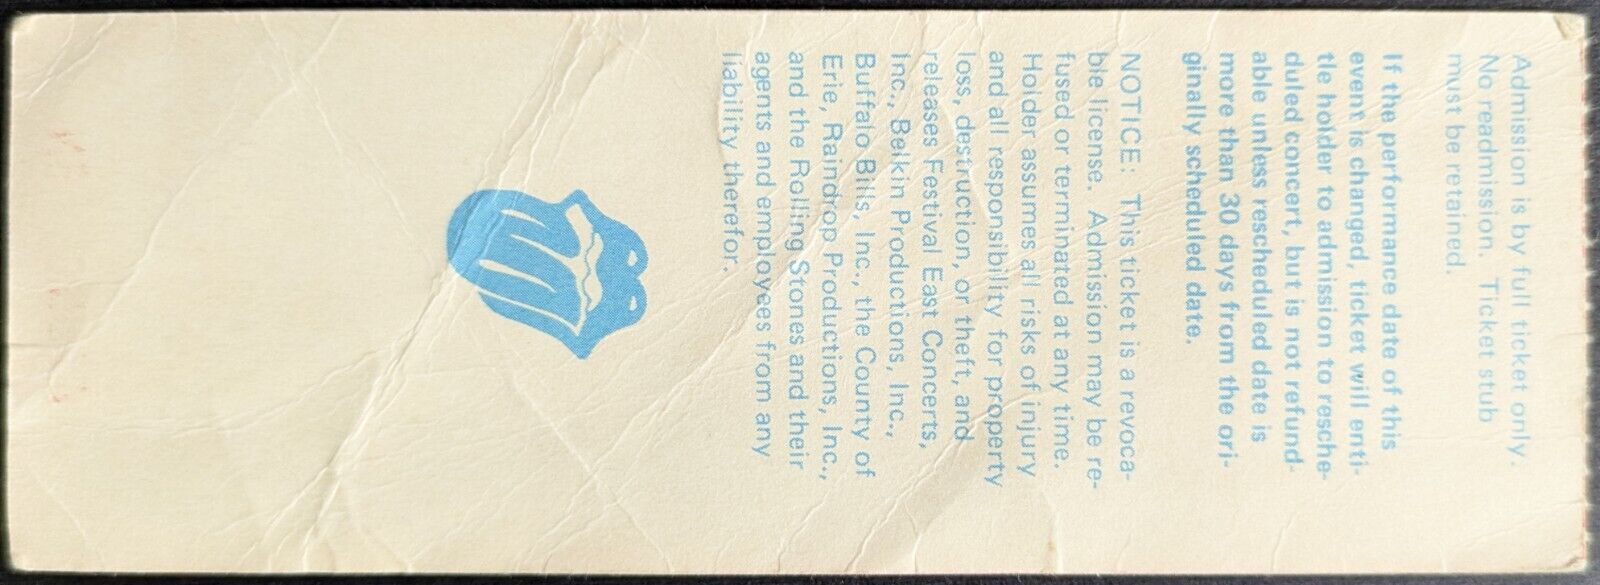 Admission is by full ticket only.
No readmission. Ticket stub
must be retained.
If the performance date of this
event is changed, ticket will enti-
tle holder to admission to resche-
duled concert, but is not refund-
able unless rescheduled date is
more than 30 days from the ori-
ginally scheduled date.
NOTICE: This ticket is a revoca-
ble license. Admission may be re-
fused or terminated at any time.
Holder assumes all risks of injury
and all responsibility for property
loss, destruction, or theft, and
releases Festival East Concerts,
Inc., Belkin Productions, Inc.,
Buffalo Bills, Inc., the County of
Erie, Raindrop Productions, Inc.,
and the Rolling Stones and their
agents and employees from any
liability therefor.